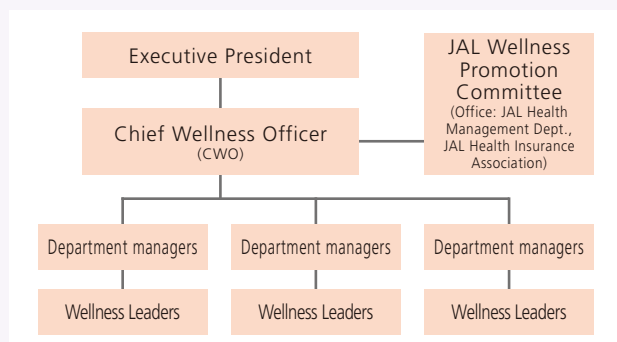 Executive President
JAL Wellness
Promotion
Committee
(Office: JAL Health
Management Dept.,
JAL Health Insurance
Association)
Chief Wellness Officer
(CWO)
Department managers
Department managers
Department managers
Wellness Leaders
Wellness Leaders
Wellness Leaders